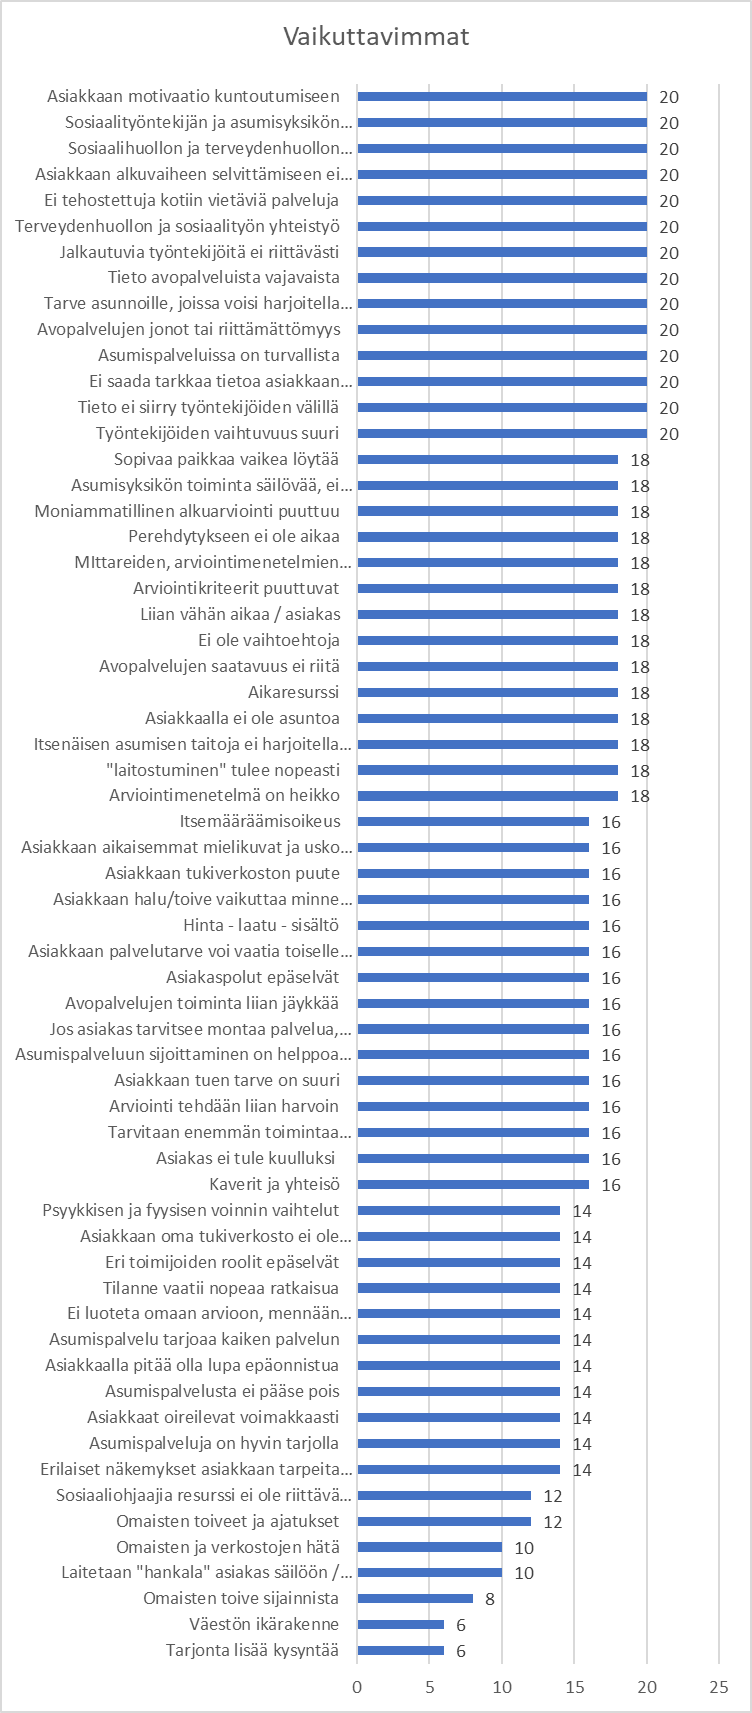 Vaikuttavimmat
Asiakkaan motivaatio kuntoutumiseen 20
Sosiaalityöntekijän ja asumisyksikön... 20
Sosiaalihuollon ja terveydenhuollon... 20
Asiakkaan alkuvaiheen selvittämiseen ei... 20
Ei tehostettuja kotiin vietäviä palveluja 20
Terveydenhuollon ja sosiaalityön yhteistyö 20
Jalkautuvia työntekijöitä ei riittävästi 20
Tieto avopalveluista vajavaista 20
Tarve asunnoille, joissa voisi harjoitella... 20
Avopalvelujen jonot tai riittämättömyys 20
Asumispalveluissa on turvallista 20
Ei saada tarkkaa tietoa asiakkaan... 20
Tieto ei siirry työntekijöiden välillä 20
Työntekijöiden vaihtuvuus suuri 20
Sopivaa paikkaa vaikea löytää 18
Asumisyksikön toiminta säilövää, ei... 18
Moniammatillinen alkuarviointi puuttuu 18
Perehdytykseen ei ole aikaa 18
MIttareiden, arviointimenetelmien... 18
Arviointikriteerit puuttuvat 18
Liian vähän aikaa / asiakas 18
Ei ole vaihtoehtoja 18
Avopalvelujen saatavuus ei riitä 18
Aikaresurssi 18
Asiakkaalla ei ole asuntoa 18
Itsenäisen asumisen taitoja ei harjoitella... 18
"laitostuminen" tulee nopeasti 18
Arviointimenetelmä on heikko 18
Itsemääräämisoikeus 16
Asiakkaan aikaisemmat mielikuvat ja usko... 16
Asiakkaan tukiverkoston puute 16
Asiakkaan halu/toive vaikuttaa minne... 16
Hinta - laatu - sisältö 16
Asiakkaan palvelutarve voi vaatia toiselle... 16
Asiakaspolut epäselvät 16
Avopalvelujen toiminta liian jäykkää 16
Jos asiakas tarvitsee montaa palvelua,... 16
Asumispalveluun sijoittaminen on helppoa... 16
Asiakkaan tuen tarve on suuri 16
Arviointi tehdään liian harvoin 16
Tarvitaan enemmän toimintaa... 16
Asiakas ei tule kuulluksi 16
Kaverit ja yhteisö 16
Psyykkisen ja fyysisen voinnin vaihtelut 14
Asiakkaan oma tukiverkosto ei ole... 14
Eri toimijoiden roolit epäselvät 14
Tilanne vaatii nopeaa ratkaisua 14
Ei luoteta omaan arvioon, mennään... 14
Asumispalvelu tarjoaa kaiken palvelun 14
Asiakkaalla pitää olla lupa epäonnistua 14
Asumispalvelusta ei pääse pois 14
Asiakkaat oireilevat voimakkaasti 14
Asumispalveluja on hyvin tarjolla 14
Erilaiset näkemykset asiakkaan tarpeita... 14
Sosiaaliohjaajia resurssi ei ole riittävä... 12
Omaisten toiveet ja ajatukset 12
Omaisten ja verkostojen hätä 10
Laitetaan "hankala" asiakas säilöön /... 10
Omaisten toive sijainnista 8
Väestön ikärakenne 6
Tarjonta lisää kysyntää 6
0 5 10 15 20 25